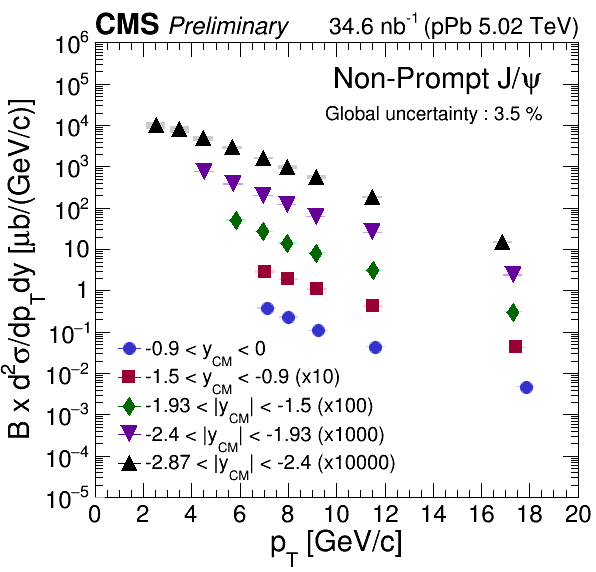 CMS Preliminary 34.6 nb⁻¹ (pPb 5.02 TeV)
Non-Prompt J/ψ
Global uncertainty : 3.5 %
B x d²σ/dp_T dy [μb/(GeV/c)]
10⁶
10⁵
10⁴
10³
10²
10
1
10⁻¹
10⁻²
10⁻³
10⁻⁴
10⁻⁵
-0.9 < y_CM < 0
-1.5 < y_CM < -0.9 (x10)
-1.93 < |y_CM| < -1.5 (x100)
-2.4 < |y_CM| < -1.93 (x1000)
-2.87 < |y_CM| < -2.4 (x10000)
0 2 4 6 8 10 12 14 16 18 20
p_T [GeV/c]